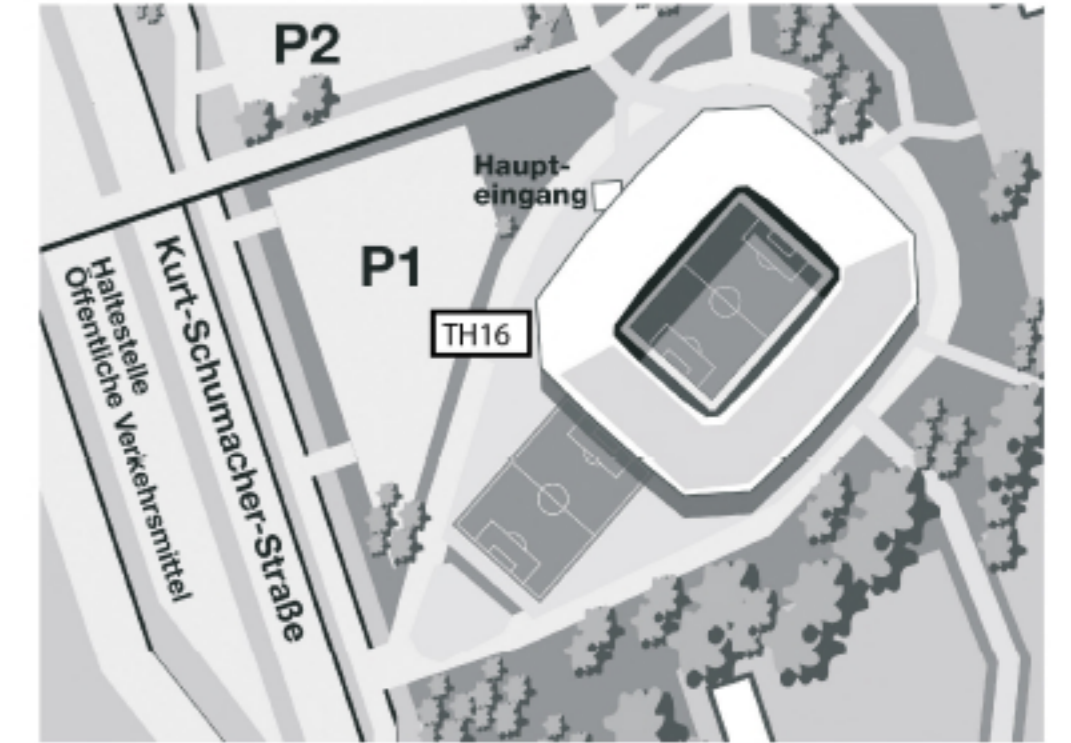 P2
Haupt-
eingang
P1
TH16
Kurt-Schumacher-Straße
Haltestelle
Öffentliche Verkehrsmittel